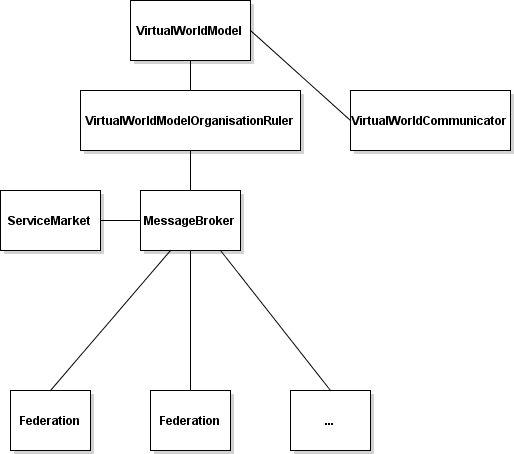 VirtualWorldModel
VirtualWorldModelOrganisationRuler
VirtualWorldCommunicator
ServiceMarket
MessageBroker
Federation
Federation
...